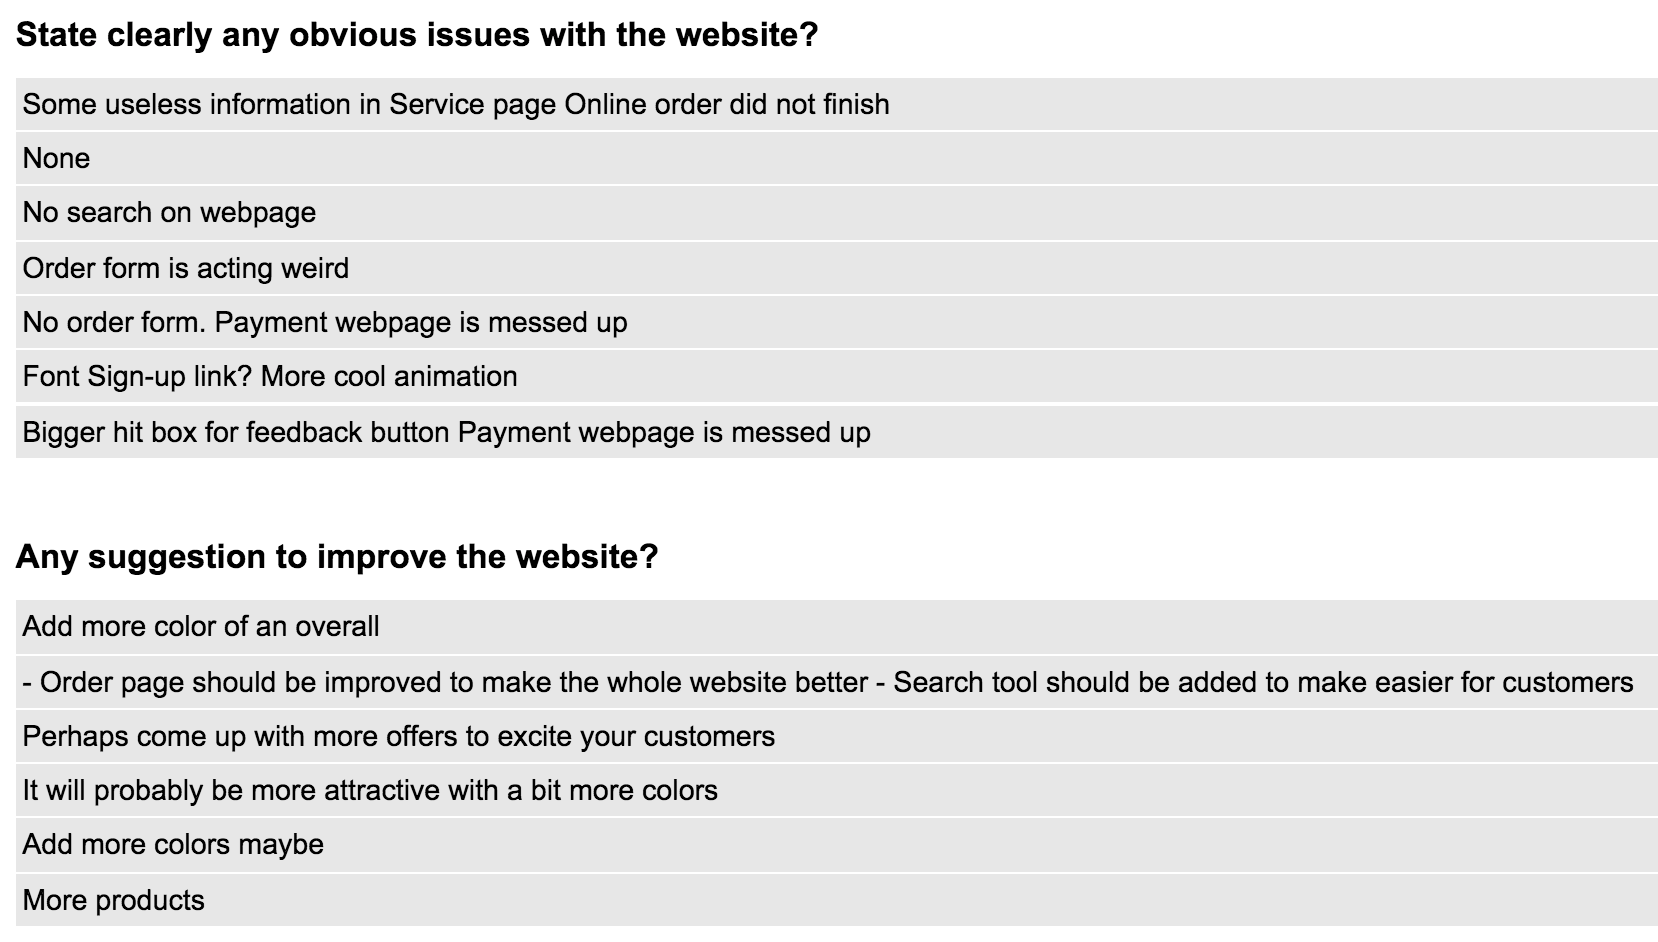 State clearly any obvious issues with the website?
Some useless information in Service page Online order did not finish
None
No search on webpage
Order form is acting weird
No order form. Payment webpage is messed up
Font Sign-up link? More cool animation
Bigger hit box for feedback button Payment webpage is messed up
Any suggestion to improve the website?
Add more color of an overall
- Order page should be improved to make the whole website better - Search tool should be added to make easier for customers
Perhaps come up with more offers to excite your customers
It will probably be more attractive with a bit more colors
Add more colors maybe
More products